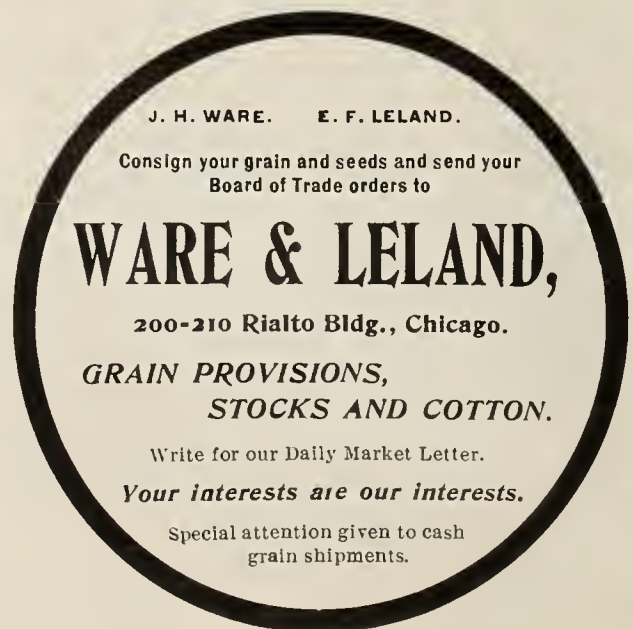 J. H. WARE. E. F. LELAND.
Consign your grain and seeds and send your
Board of Trade orders to
WARE & LELAND,
200-210 Rialto Bldg., Chicago.
GRAIN PROVISIONS,
STOCKS AND COTTON.
Write for our Daily Market Letter.
Your interests are our interests.
Special attention given to cash
grain shipments.